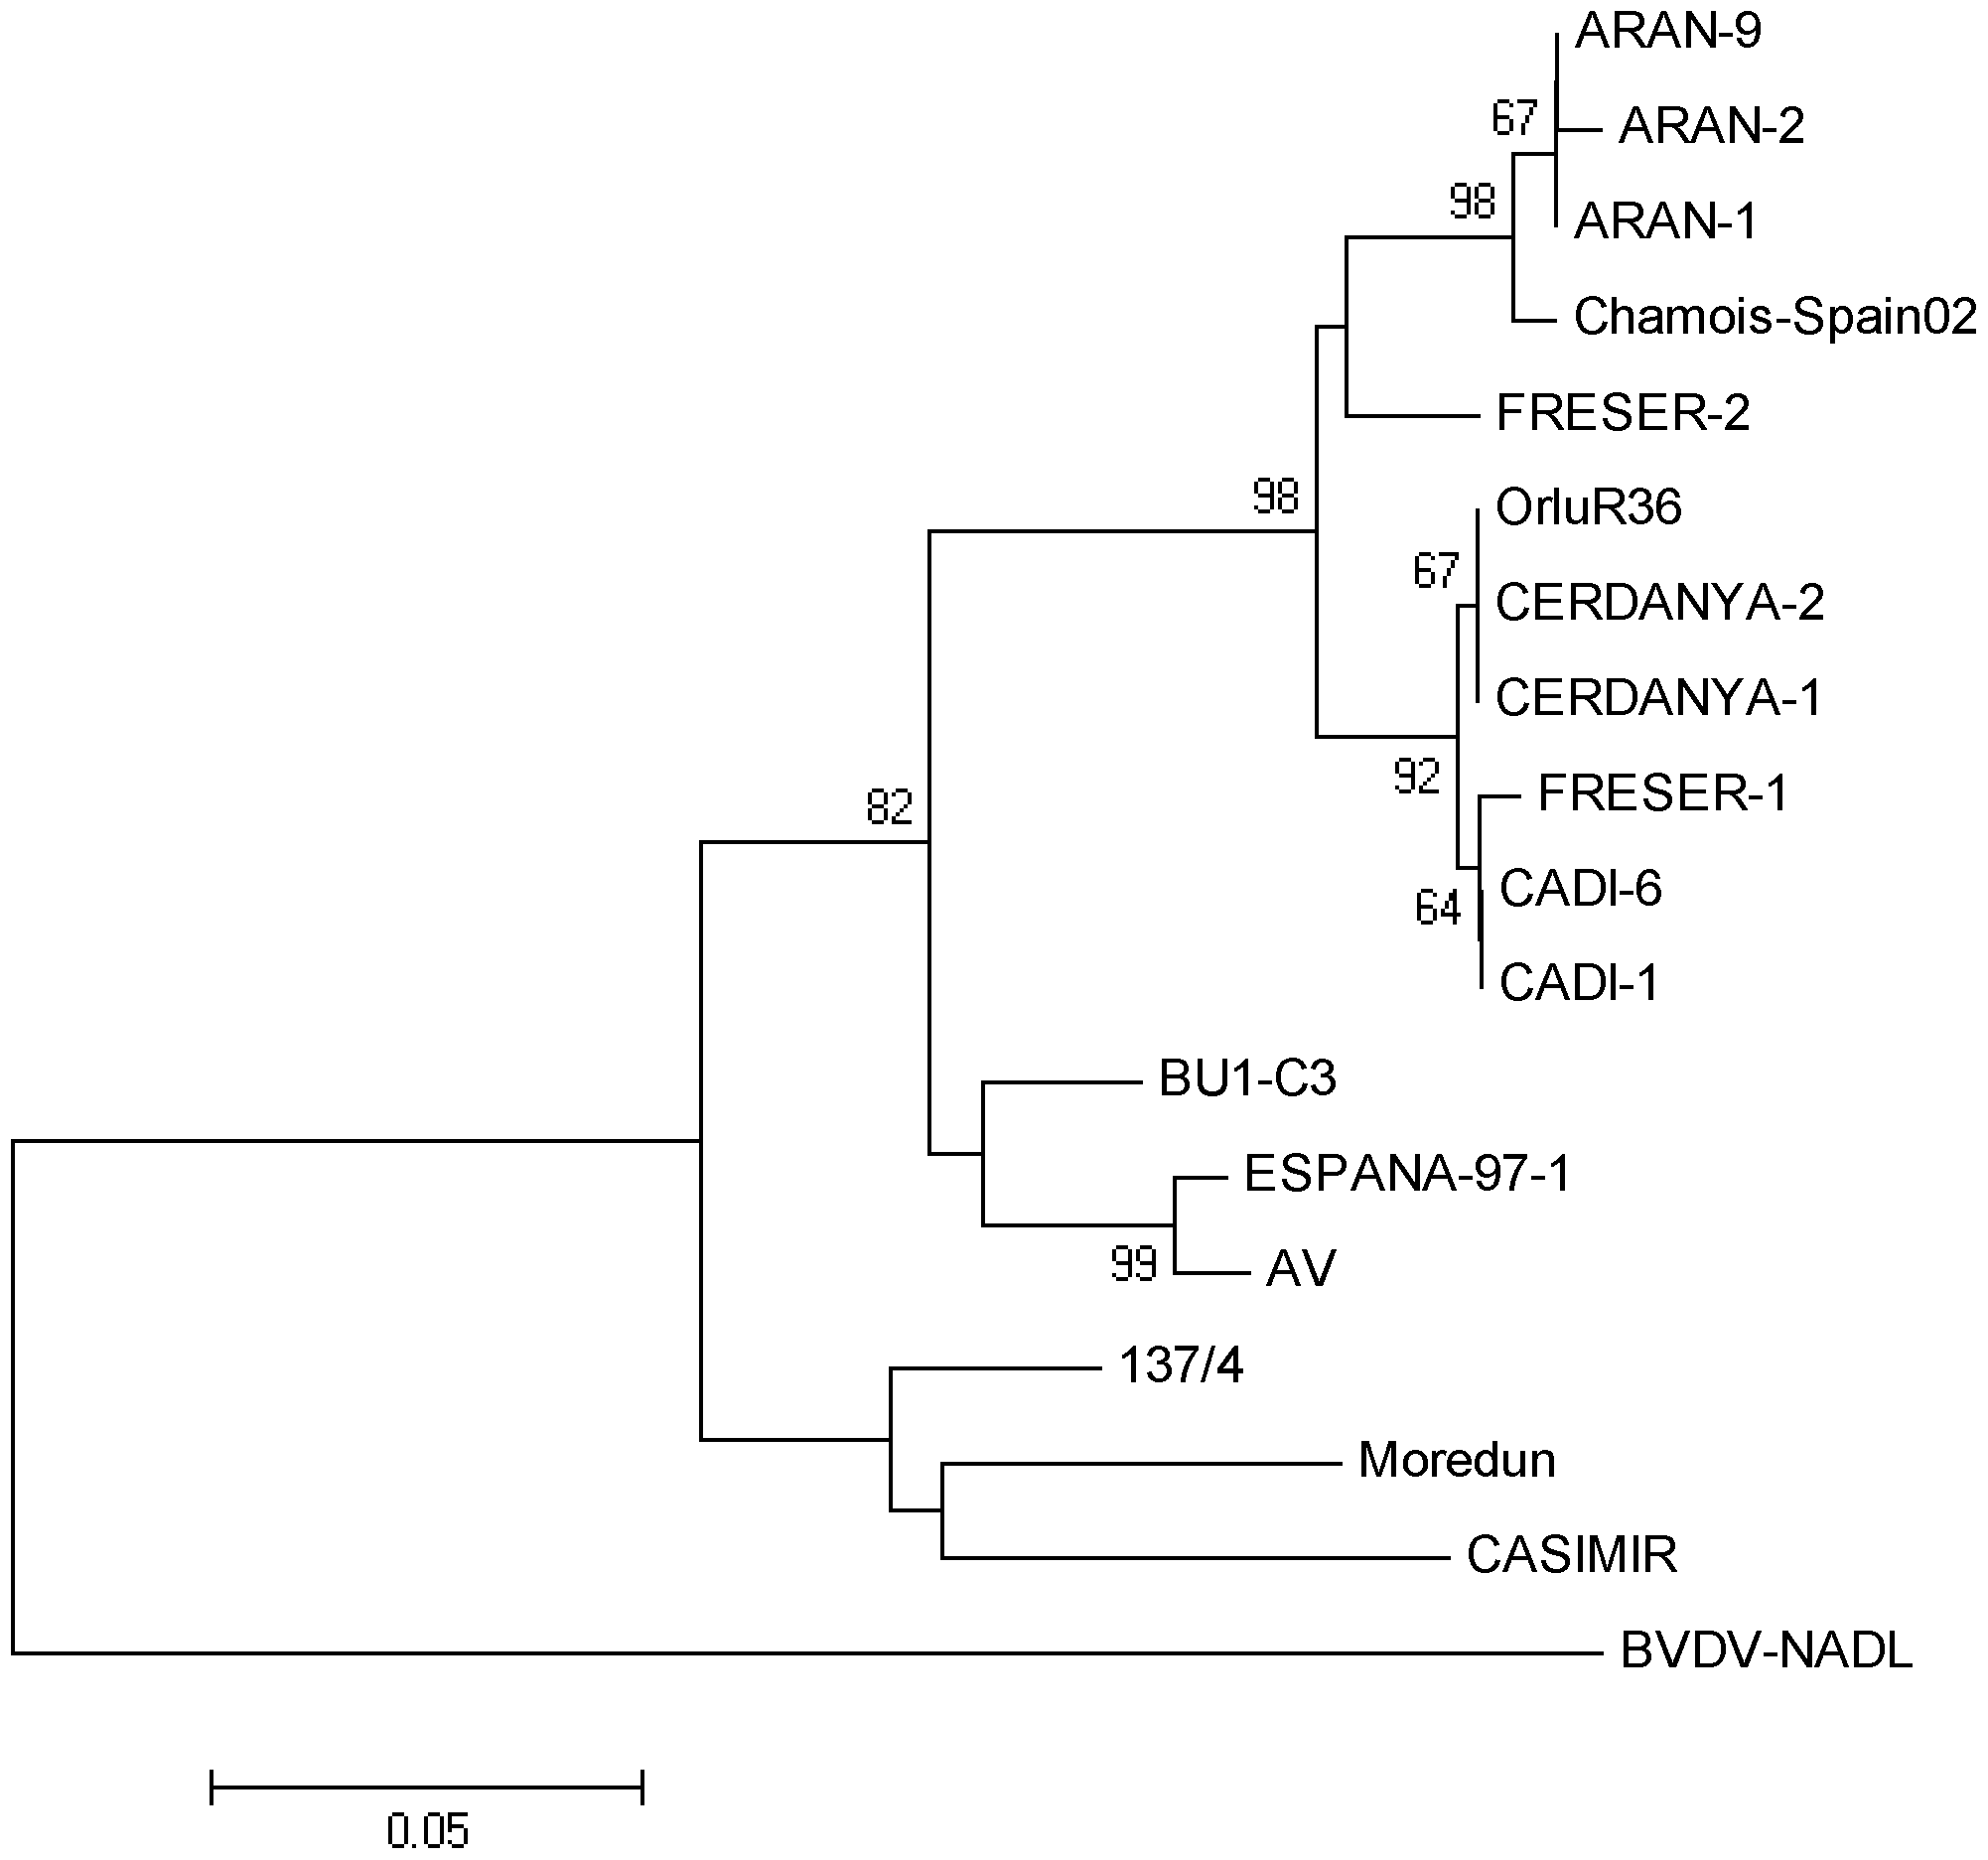 ARAN-9
67
ARAN-2
98
ARAN-1
Chamois-Spain02
FRESER-2
98
OrluR36
67
CERDANYA-2
CERDANYA-1
92
FRESER-1
82
CADI-6
64
CADI-1
BU1-C3
ESPANA-97-1
99
AV
137/4
Moredun
CASIMIR
BVDV-NADL
0.05